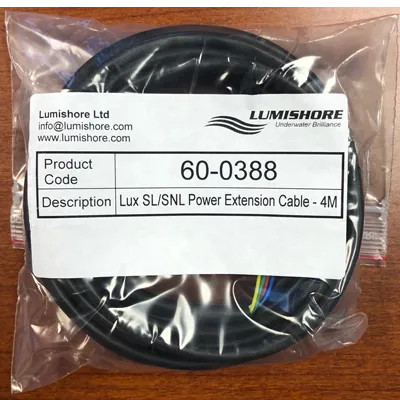 Lumishore Ltd
info@lumishore.com
www.lumishore.com
LUMISHORE
Underwater Brilliance
Product Code 60-0388
Description Lux SL/SNL Power Extension Cable - 4M